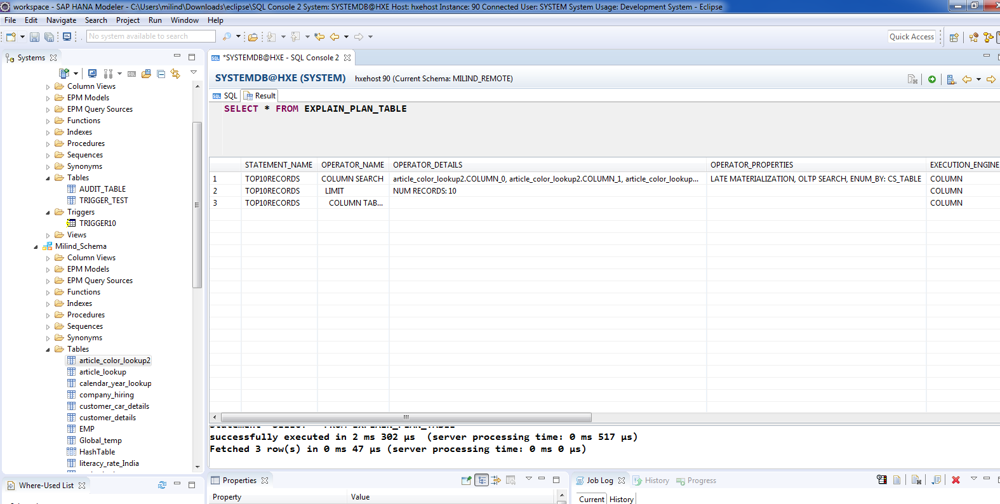 workspace - SAP HANA Modeler - C:\Users\milind\Downloads\eclipse\SQL Console 2 System: SYSTEMDB@HXE Host: hxehost Instance: 90 Connected User: SYSTEM System Usage: Development System - Eclipse
File Edit Navigate Search Project Run Window Help
No system available to search
Quick Access
Systems
Column Views
EPM Models
EPM Query Sources
Functions
Indexes
Procedures
Sequences
Synonyms
Tables
AUDIT_TABLE
TRIGGER_TEST
Triggers
TRIGGER10
Views
Milind_Schema
Column Views
EPM Models
EPM Query Sources
Functions
Indexes
Procedures
Sequences
Synonyms
Tables
article_color_lookup2
article_lookup
calendar_year_lookup
company_hiring
customer_car_details
customer_details
EMP
Global_temp
HashTable
literacy_rate_India
*SYSTEMDB@HXE - SQL Console 2
SYSTEMDB@HXE (SYSTEM) hxehost 90 (Current Schema: MILIND_REMOTE)
SQL Result
SELECT * FROM EXPLAIN_PLAN_TABLE
STATEMENT_NAME OPERATOR_NAME OPERATOR_DETAILS OPERATOR_PROPERTIES EXECUTION_ENGINE
1 TOP10RECORDS COLUMN SEARCH article_color_lookup2.COLUMN_0, article_color_lookup2.COLUMN_1, article_color_lookup... LATE MATERIALIZATION, OLTP SEARCH, ENUM_BY: CS_TABLE COLUMN
2 TOP10RECORDS LIMIT NUM RECORDS: 10 COLUMN
3 TOP10RECORDS COLUMN TAB... COLUMN
Statement 'SELECT * FROM EXPLAIN_PLAN_TABLE'
successfully executed in 2 ms 302 µs (server processing time: 0 ms 517 µs)
Fetched 3 row(s) in 0 ms 47 µs (server processing time: 0 ms 0 µs)
Where-Used List
Properties
Property Value
Job Log History Progress
Current History